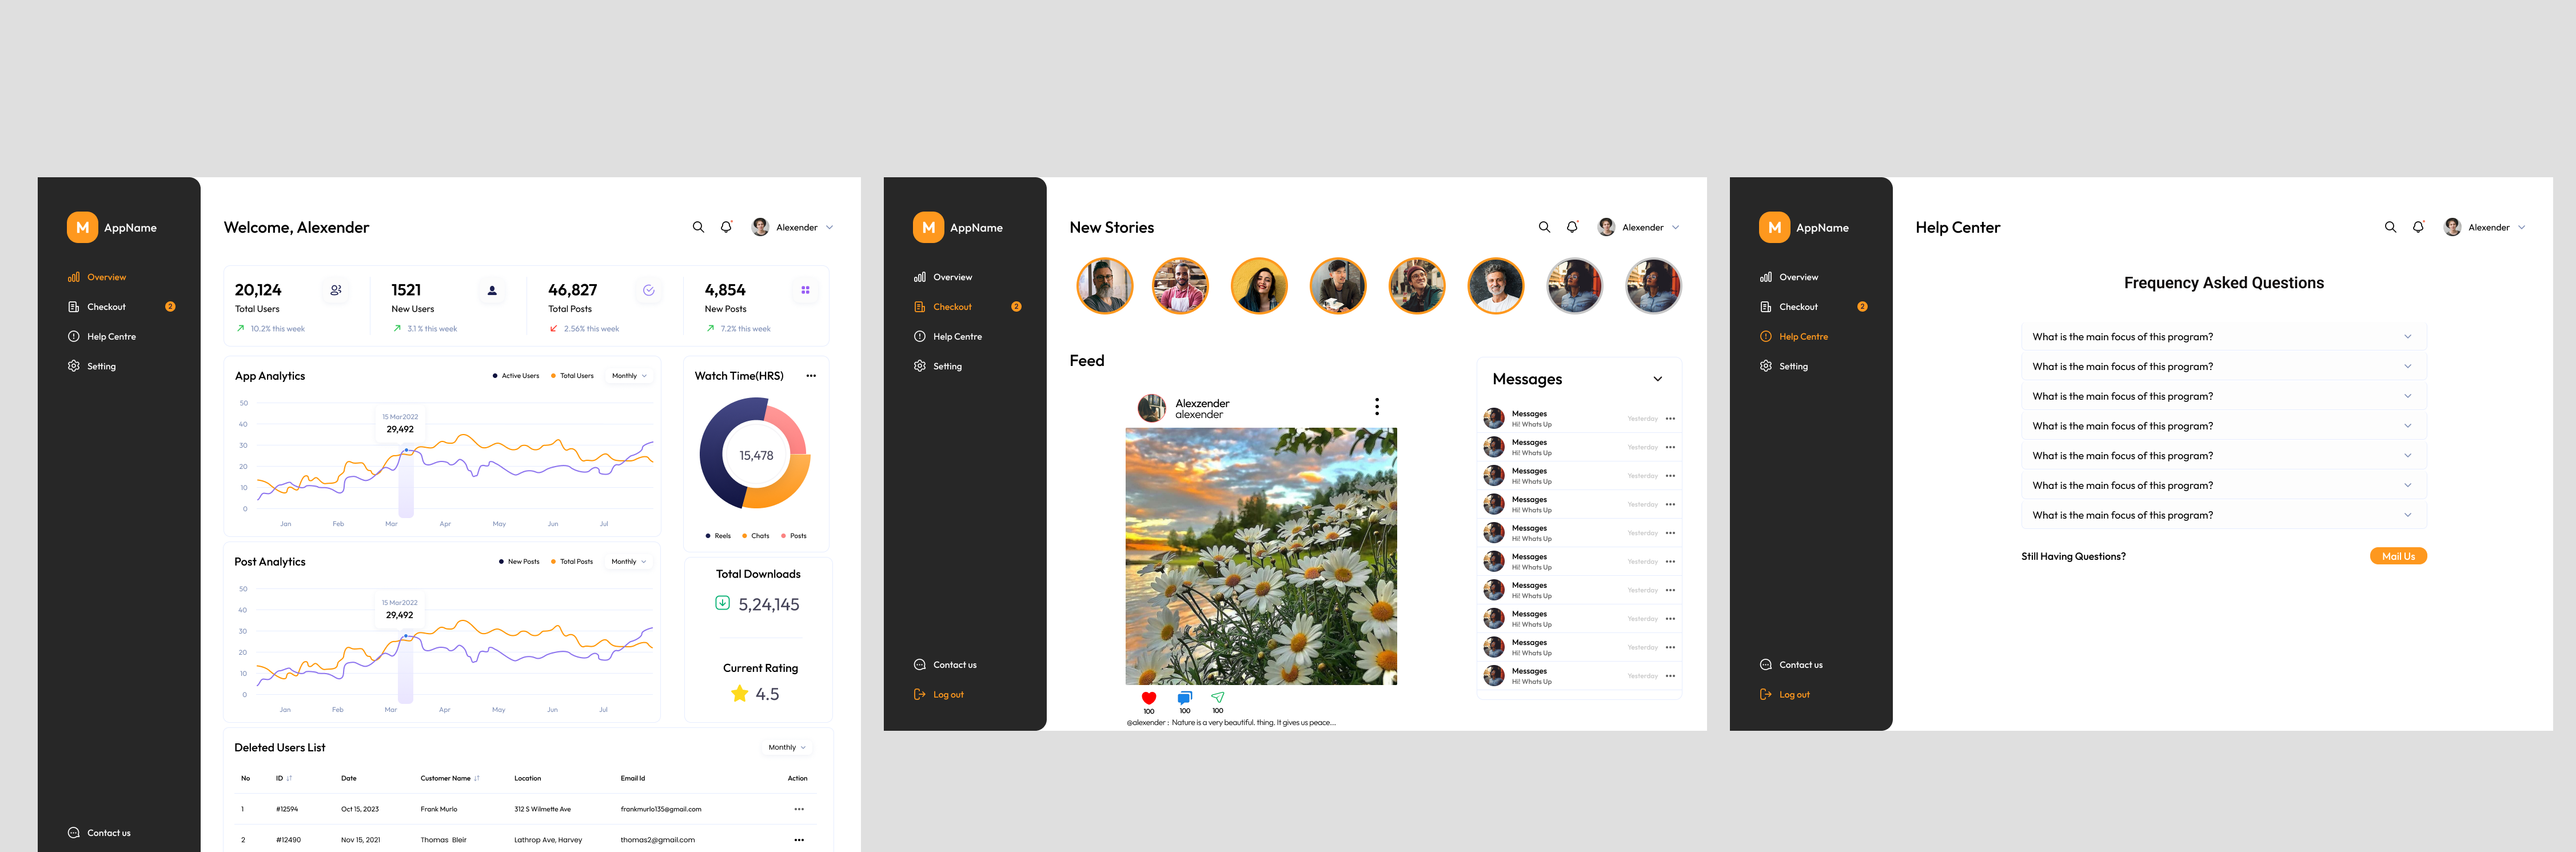 M AppName
Overview
Checkout 2
Help Centre
Setting
Contact us
Welcome, Alexender
Alexender
20,124
Total Users
10.2% this week
1521
New Users
3.1 % this week
46,827
Total Posts
2.56% this week
4,854
New Posts
7.2% this week
App Analytics
Active Users Total Users Monthly
50
40
30
20
10
0
15 Mar2022
29,492
Jan Feb Mar Apr May Jun Jul
Watch Time(HRS)
15,478
Reels Chats Posts
Post Analytics
New Posts Total Posts Monthly
50
40
30
20
10
0
15 Mar2022
29,492
Jan Feb Mar Apr May Jun Jul
Total Downloads
5,24,145
Current Rating
4.5
Deleted Users List
Monthly
No ID Date Customer Name Location Email Id Action
1 #12594 Oct 15, 2023 Frank Murlo 312 S Wilmette Ave frankmurlo135@gmail.com
2 #12490 Nov 15, 2021 Thomas Bleir Lathrop Ave, Harvey thomas2@gmail.com
M AppName
Overview
Checkout 2
Help Centre
Setting
Contact us
Log out
New Stories
Alexender
Feed
Alexzender
alexender
100 100 100
@alexender : Nature is a very beautiful. thing. It gives us peace...
Messages
Messages
Hi! Whats Up
Yesterday
Messages
Hi! Whats Up
Yesterday
Messages
Hi! Whats Up
Yesterday
Messages
Hi! Whats Up
Yesterday
Messages
Hi! Whats Up
Yesterday
Messages
Hi! Whats Up
Yesterday
Messages
Hi! Whats Up
Yesterday
Messages
Hi! Whats Up
Yesterday
Messages
Hi! Whats Up
Yesterday
Messages
Hi! Whats Up
Yesterday
M AppName
Overview
Checkout 2
Help Centre
Setting
Contact us
Log out
Help Center
Alexender
Frequency Asked Questions
What is the main focus of this program?
What is the main focus of this program?
What is the main focus of this program?
What is the main focus of this program?
What is the main focus of this program?
What is the main focus of this program?
What is the main focus of this program?
Still Having Questions?
Mail Us